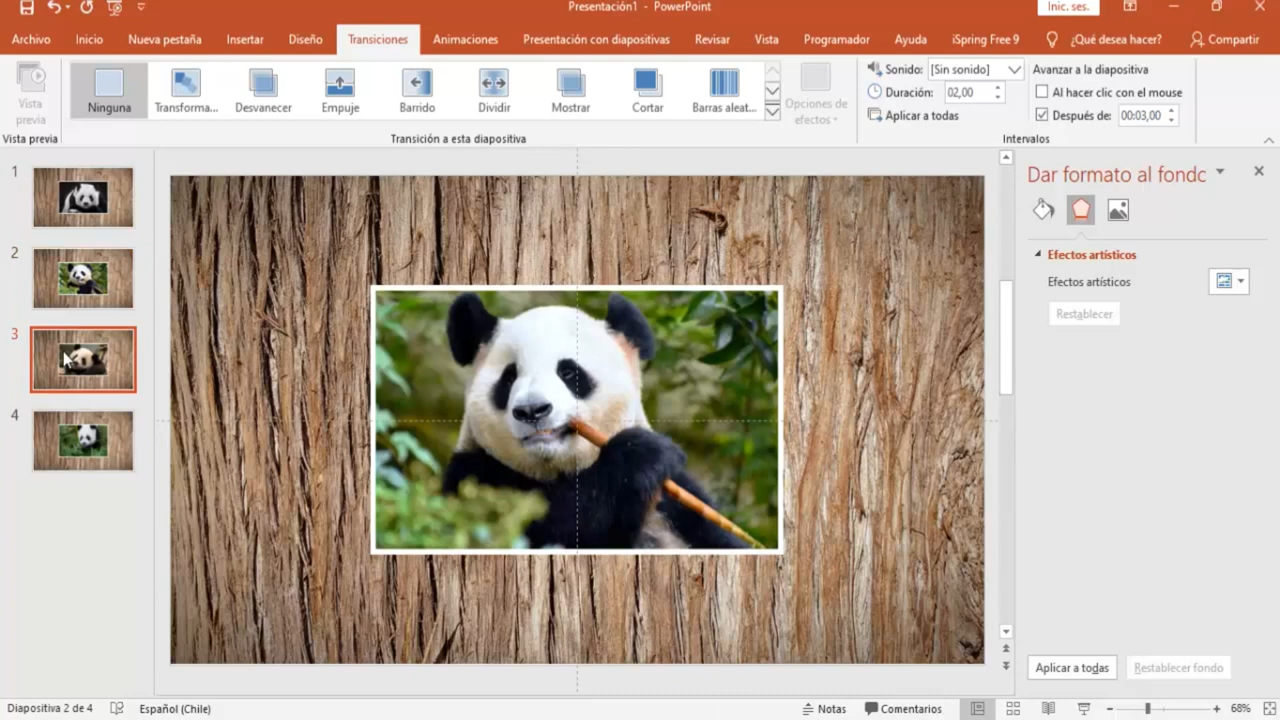 Presentación1 - PowerPoint
Inic. ses.
Archivo
Inicio
Nueva pestaña
Insertar
Diseño
Transiciones
Animaciones
Presentación con diapositivas
Revisar
Vista
Programador
Ayuda
iSpring Free 9
¿Qué desea hacer?
Compartir
Vista previa
Ninguna
Transforma...
Desvanecer
Empuje
Barrido
Dividir
Mostrar
Cortar
Barras aleat...
Opciones de efectos
Sonido: [Sin sonido]
Duración: 02,00
Aplicar a todas
Avanzar a la diapositiva
Al hacer clic con el mouse
Después de: 00:03,00
Vista previa
Transición a esta diapositiva
Intervalos
1
2
3
4
Dar formato al fondo
Efectos artísticos
Efectos artísticos
Restablecer
Aplicar a todas
Restablecer fondo
Diapositiva 2 de 4
Español (Chile)
Notas
Comentarios
68%